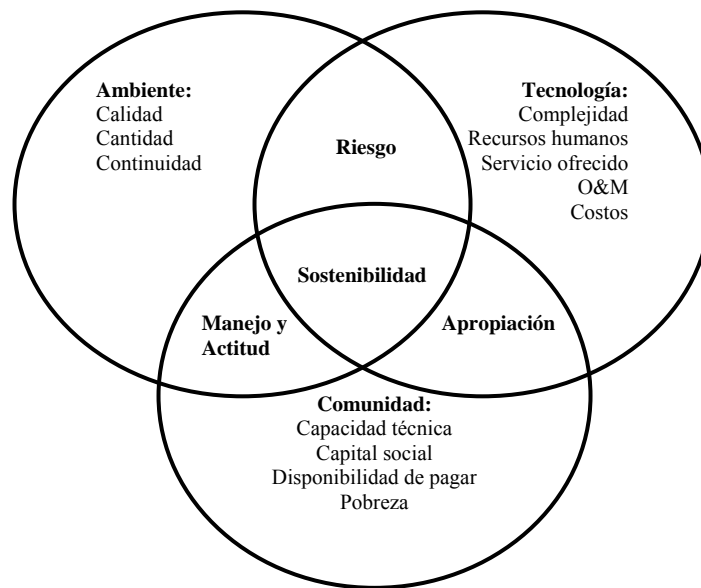 Ambiente:
Calidad
Cantidad
Continuidad
Tecnología:
Complejidad
Recursos humanos
Servicio ofrecido
O&M
Costos
Riesgo
Sostenibilidad
Manejo y
Actitud
Apropiación
Comunidad:
Capacidad técnica
Capital social
Disponibilidad de pagar
Pobreza